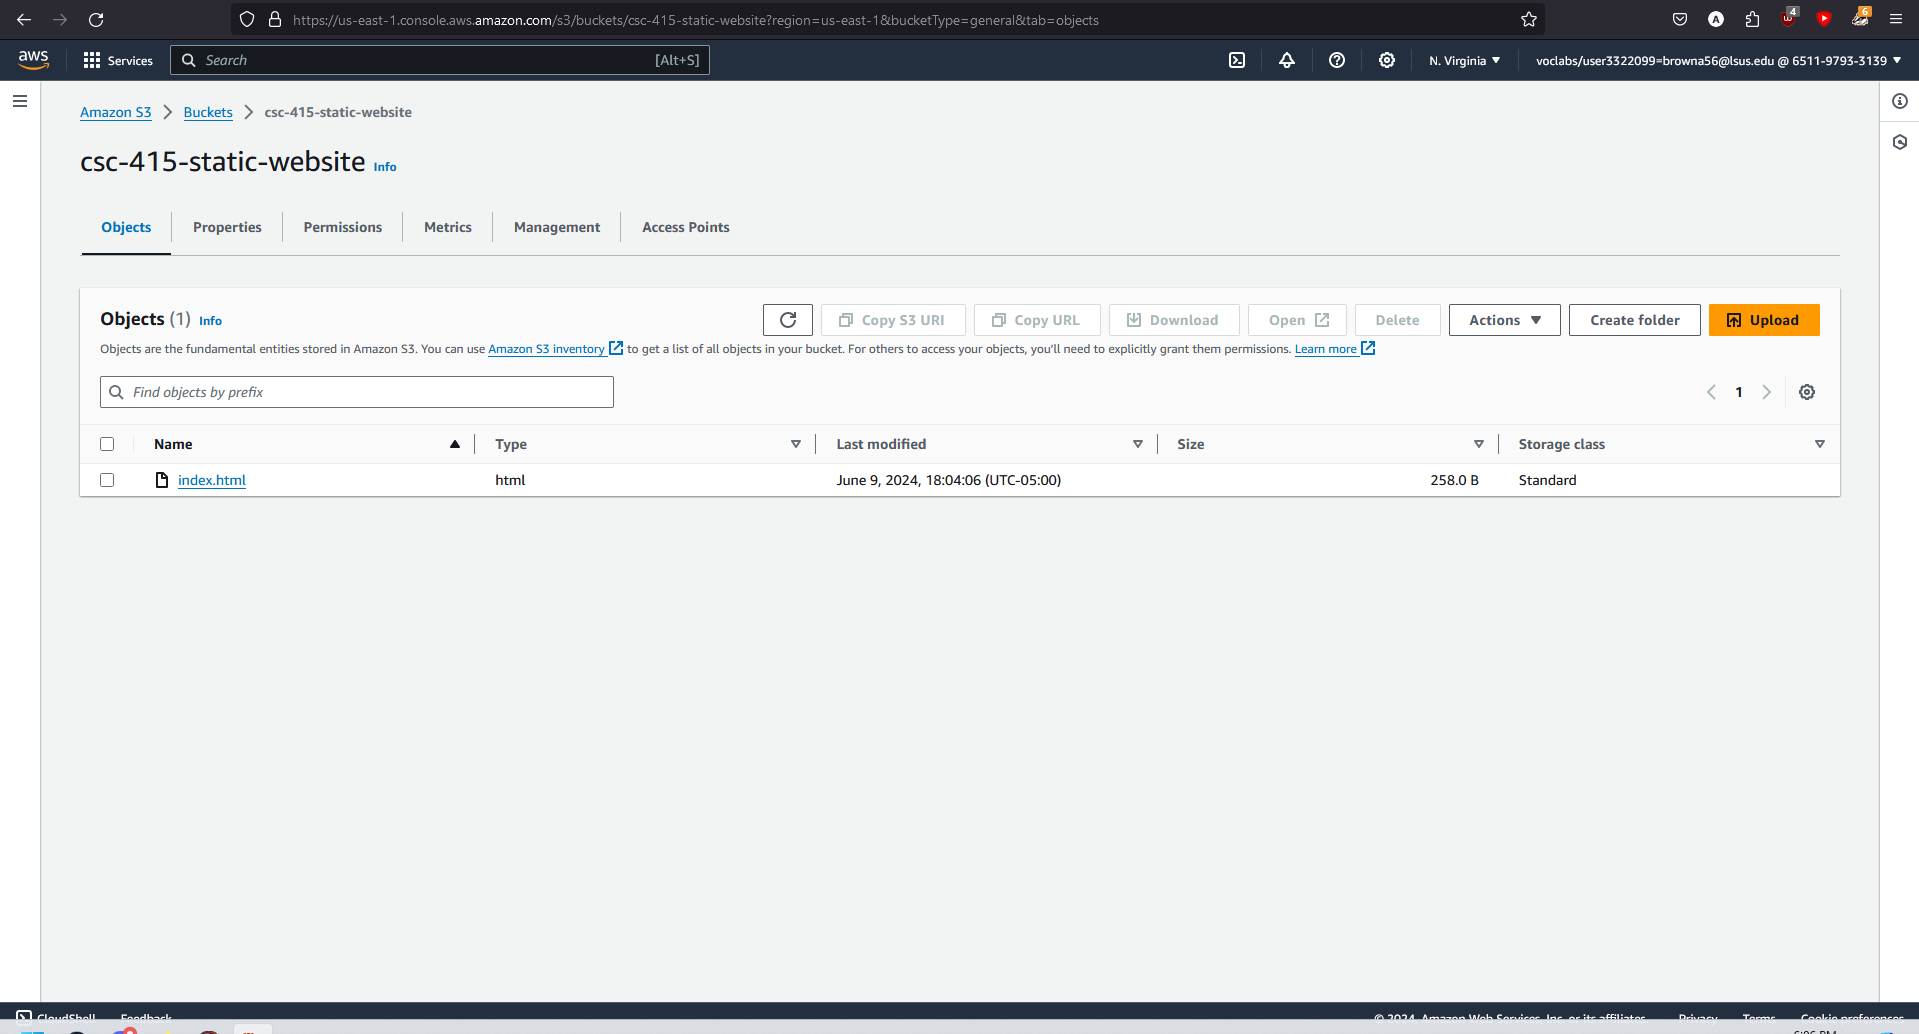 https://us-east-1.console.aws.amazon.com/s3/buckets/csc-415-static-website?region=us-east-1&bucketType=general&tab=objects
A
4
6
aws
Services
Search
[Alt+S]
N. Virginia
voclabs/user3322099=browna56@lsus.edu @ 6511-9793-3139
Amazon S3
Buckets
csc-415-static-website
csc-415-static-website Info
Objects
Properties
Permissions
Metrics
Management
Access Points
Objects (1) Info
Copy S3 URI
Copy URL
Download
Open
Delete
Actions
Create folder
Upload
Objects are the fundamental entities stored in Amazon S3. You can use Amazon S3 inventory to get a list of all objects in your bucket. For others to access your objects, you'll need to explicitly grant them permissions. Learn more
Find objects by prefix
1
Name
Type
Last modified
Size
Storage class
index.html
html
June 9, 2024, 18:04:06 (UTC-05:00)
258.0 B
Standard
CloudShell
Feedback
© 2024, Amazon Web Services, Inc. or its affiliates.
Privacy
Terms
Cookie preferences
6:06 PM